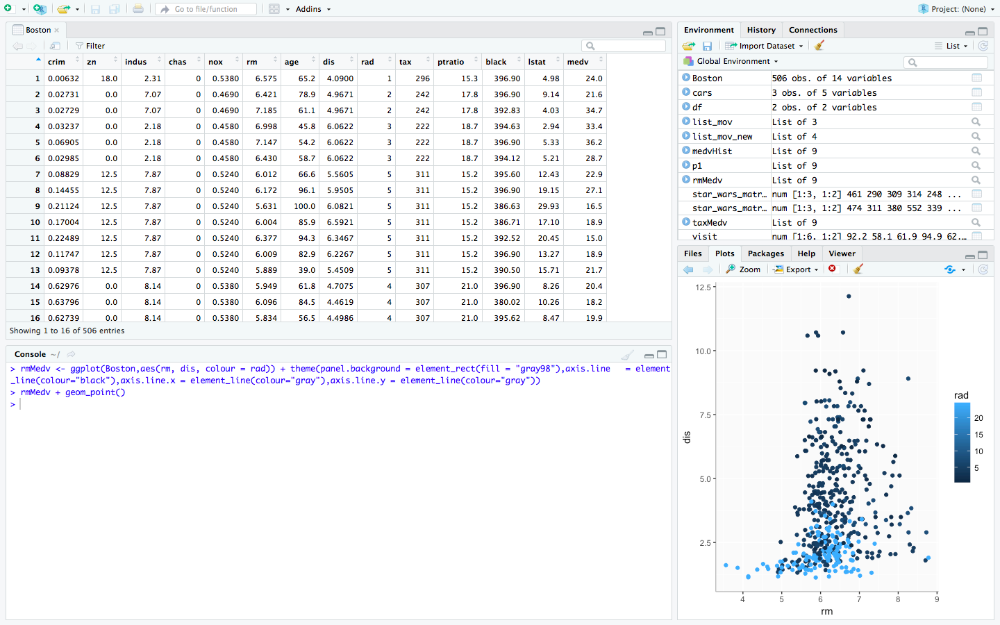 Go to file/function
Addins
Project: (None)
Boston
Filter
crim zn indus chas nox rm age dis rad tax ptratio black lstat medv
1 0.00632 18.0 2.31 0 0.5380 6.575 65.2 4.0900 1 296 15.3 396.90 4.98 24.0
2 0.02731 0.0 7.07 0 0.4690 6.421 78.9 4.9671 2 242 17.8 396.90 9.14 21.6
3 0.02729 0.0 7.07 0 0.4690 7.185 61.1 4.9671 2 242 17.8 392.83 4.03 34.7
4 0.03237 0.0 2.18 0 0.4580 6.998 45.8 6.0622 3 222 18.7 394.63 2.94 33.4
5 0.06905 0.0 2.18 0 0.4580 7.147 54.2 6.0622 3 222 18.7 396.90 5.33 36.2
6 0.02985 0.0 2.18 0 0.4580 6.430 58.7 6.0622 3 222 18.7 394.12 5.21 28.7
7 0.08829 12.5 7.87 0 0.5240 6.012 66.6 5.5605 5 311 15.2 395.60 12.43 22.9
8 0.14455 12.5 7.87 0 0.5240 6.172 96.1 5.9505 5 311 15.2 396.90 19.15 27.1
9 0.21124 12.5 7.87 0 0.5240 5.631 100.0 6.0821 5 311 15.2 386.63 29.93 16.5
10 0.17004 12.5 7.87 0 0.5240 6.004 85.9 6.5921 5 311 15.2 386.71 17.10 18.9
11 0.22489 12.5 7.87 0 0.5240 6.377 94.3 6.3467 5 311 15.2 392.52 20.45 15.0
12 0.11747 12.5 7.87 0 0.5240 6.009 82.9 6.2267 5 311 15.2 396.90 13.27 18.9
13 0.09378 12.5 7.87 0 0.5240 5.889 39.0 5.4509 5 311 15.2 390.50 15.71 21.7
14 0.62976 0.0 8.14 0 0.5380 5.949 61.8 4.7075 4 307 21.0 396.90 8.26 20.4
15 0.63796 0.0 8.14 0 0.5380 6.096 84.5 4.4619 4 307 21.0 380.02 10.26 18.2
16 0.62739 0.0 8.14 0 0.5380 5.834 56.5 4.4986 4 307 21.0 395.62 8.47 19.9
Showing 1 to 16 of 506 entries
Console ~/
> rmMedv <- ggplot(Boston,aes(rm, dis, colour = rad)) + theme(panel.background = element_rect(fill = "gray98"),axis.line   = element
_line(colour="black"),axis.line.x = element_line(colour="gray"),axis.line.y = element_line(colour="gray"))
> rmMedv + geom_point()
>
Environment History Connections
Import Dataset List
Global Environment
Boston 506 obs. of 14 variables
cars 3 obs. of 5 variables
df 2 obs. of 2 variables
list_mov List of 3
list_mov_new List of 4
medvHist List of 9
p1 List of 9
rmMedv List of 9
star_wars_matr… num [1:3, 1:2] 461 290 309 314 248 ...
star_wars_matr… num [1:3, 1:2] 474 311 380 552 339 ...
taxMedv List of 9
visit num [1:6, 1:2] 92.2 58.1 61.9 94.9 62...
Files Plots Packages Help Viewer
Zoom Export
12.5
10.0
7.5
5.0
2.5
dis
4 5 6 7 8 9
rm
rad
20
15
10
5